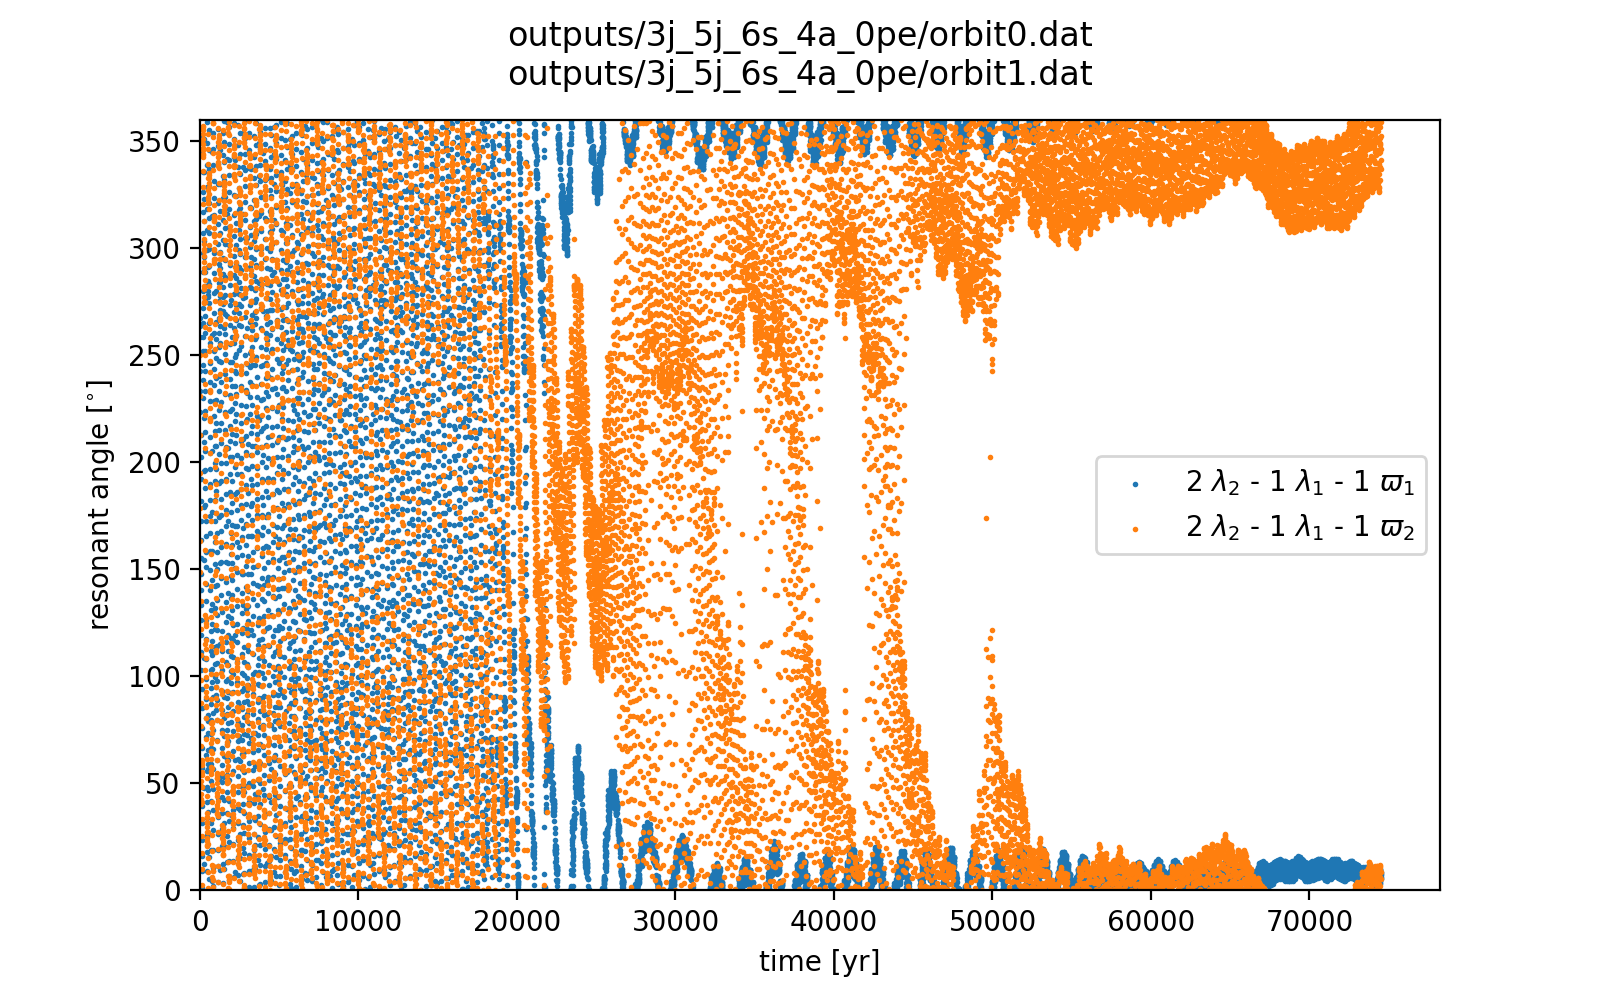 outputs/3j_5j_6s_4a_0pe/orbit0.dat
outputs/3j_5j_6s_4a_0pe/orbit1.dat
350
300
250
200
150
100
50
0
resonant angle [°]
2 λ₂ - 1 λ₁ - 1 ϖ₁
2 λ₂ - 1 λ₁ - 1 ϖ₂
0 10000 20000 30000 40000 50000 60000 70000
time [yr]